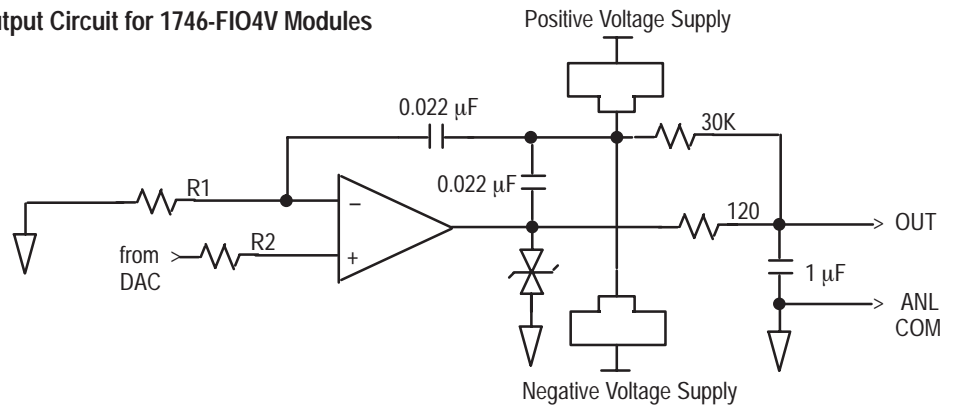 utput Circuit for 1746-FIO4V Modules
Positive Voltage Supply
0.022 µF
30K
0.022 µF
R1
−
120
OUT
from
DAC
R2
+
1 µF
ANL
COM
Negative Voltage Supply